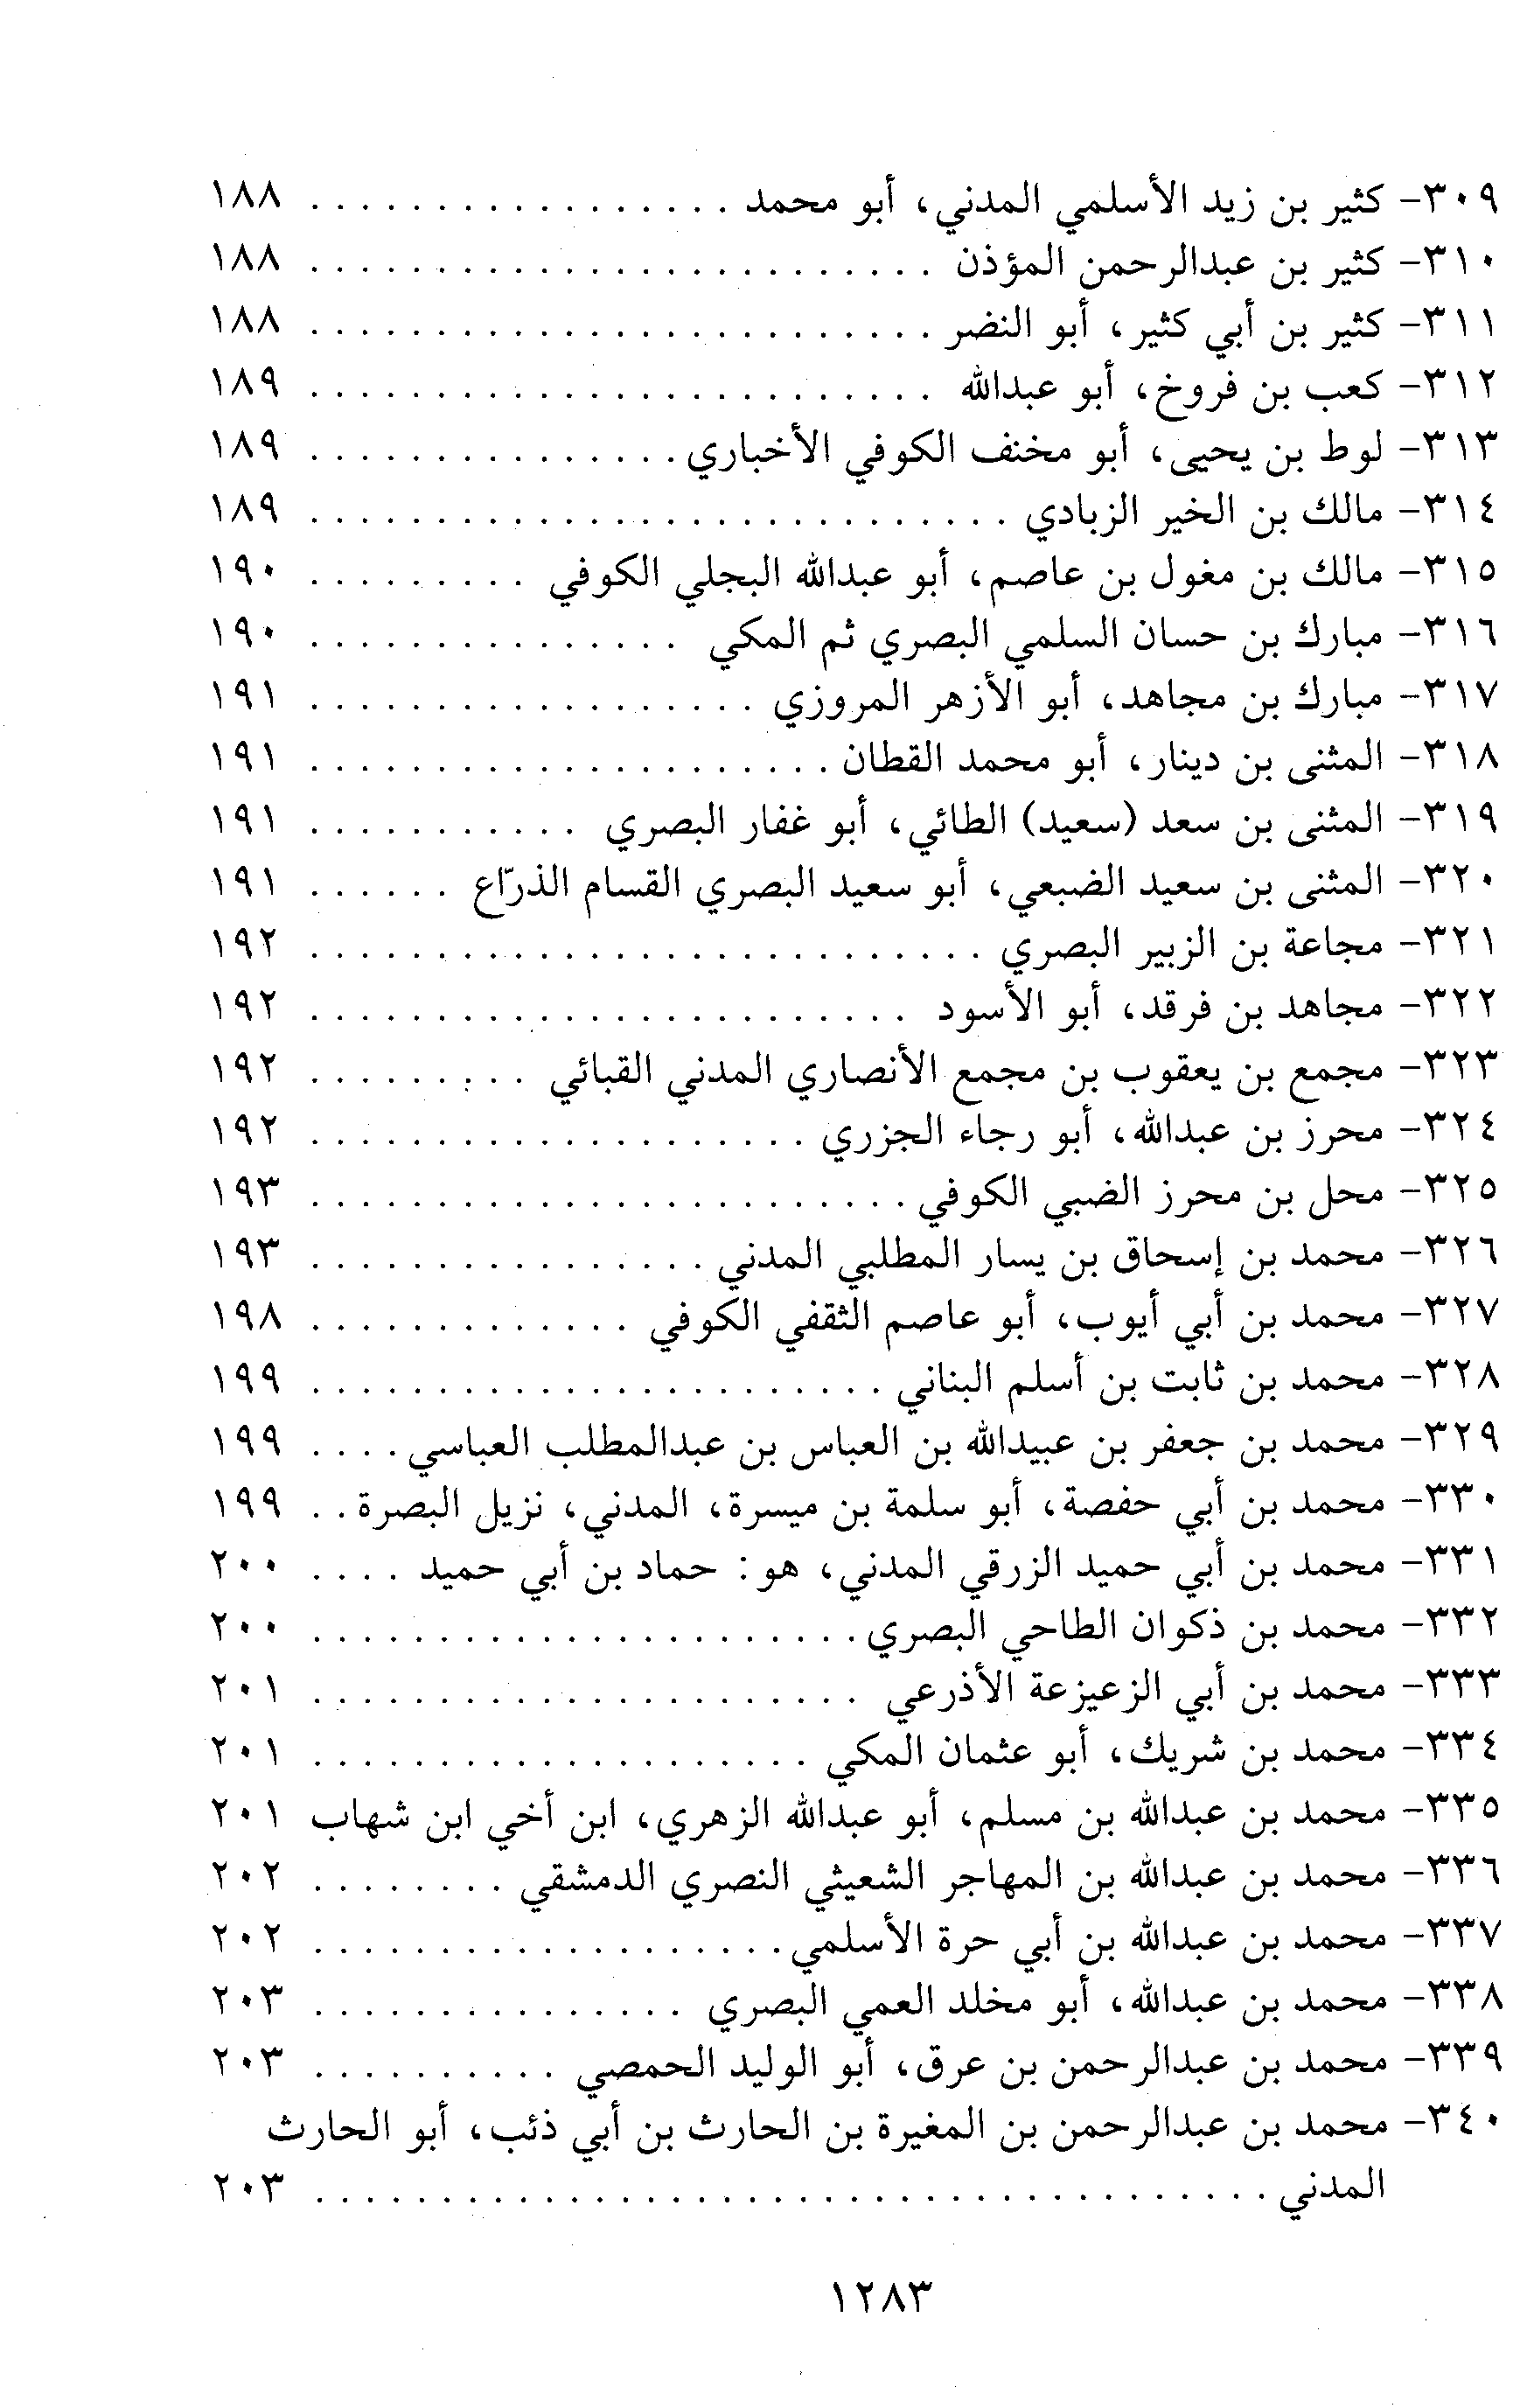 ٣٠٩- كثير بن زيد الأسلمي المدني، أبو محمد . . . . . . . . . . . . . . . . . ١٨٨
٣١٠- كثير بن عبدالرحمن المؤذن . . . . . . . . . . . . . . . . . . . . . . . . . ١٨٨
٣١١- كثير بن أبي كثير، أبو النضر . . . . . . . . . . . . . . . . . . . . . . . . . ١٨٨
٣١٢- كعب بن فروخ، أبو عبدالله . . . . . . . . . . . . . . . . . . . . . . . . . ١٨٩
٣١٣- لوط بن يحيى، أبو مخنف الكوفي الأخباري . . . . . . . . . . . . . . . ١٨٩
٣١٤- مالك بن الخير الزبادي . . . . . . . . . . . . . . . . . . . . . . . . . . . . ١٨٩
٣١٥- مالك بن مغول بن عاصم، أبو عبدالله البجلي الكوفي . . . . . . . . . ١٩٠
٣١٦- مبارك بن حسان السلمي البصري ثم المكي . . . . . . . . . . . . . . . ١٩٠
٣١٧- مبارك بن مجاهد، أبو الأزهر المروزي . . . . . . . . . . . . . . . . . . ١٩١
٣١٨- المثنى بن دينار، أبو محمد القطان . . . . . . . . . . . . . . . . . . . . . ١٩١
٣١٩- المثنى بن سعد (سعيد) الطائي، أبو غفار البصري . . . . . . . . . . . ١٩١
٣٢٠- المثنى بن سعيد الضبعي، أبو سعيد البصري القسام الذرّاع . . . . . . ١٩١
٣٢١- مجاعة بن الزبير البصري . . . . . . . . . . . . . . . . . . . . . . . . . . . ١٩٢
٣٢٢- مجاهد بن فرقد، أبو الأسود . . . . . . . . . . . . . . . . . . . . . . . . ١٩٢
٣٢٣- مجمع بن يعقوب بن مجمع الأنصاري المدني القبائي . . . . . . . . . ١٩٢
٣٢٤- محرز بن عبدالله، أبو رجاء الجزري . . . . . . . . . . . . . . . . . . . . ١٩٢
٣٢٥- محل بن محرز الضبي الكوفي . . . . . . . . . . . . . . . . . . . . . . . . ١٩٣
٣٢٦- محمد بن إسحاق بن يسار المطلبي المدني . . . . . . . . . . . . . . . . ١٩٣
٣٢٧- محمد بن أبي أيوب، أبو عاصم الثقفي الكوفي . . . . . . . . . . . . . ١٩٨
٣٢٨- محمد بن ثابت بن أسلم البناني . . . . . . . . . . . . . . . . . . . . . . . ١٩٩
٣٢٩- محمد بن جعفر بن عبيدالله بن العباس بن عبدالمطلب العباسي . . . . ١٩٩
٣٣٠- محمد بن أبي حفصة، أبو سلمة بن ميسرة، المدني، نزيل البصرة . . ١٩٩
٣٣١- محمد بن أبي حميد الزرقي المدني، هو: حماد بن أبي حميد . . . . ٢٠٠
٣٣٢- محمد بن ذكوان الطاحي البصري . . . . . . . . . . . . . . . . . . . . . . ٢٠٠
٣٣٣- محمد بن أبي الزعيزعة الأذرعي . . . . . . . . . . . . . . . . . . . . . . ٢٠١
٣٣٤- محمد بن شريك، أبو عثمان المكي . . . . . . . . . . . . . . . . . . . . ٢٠١
٣٣٥- محمد بن عبدالله بن مسلم، أبو عبدالله الزهري، ابن أخي ابن شهاب ٢٠١
٣٣٦- محمد بن عبدالله بن المهاجر الشعيثي النصري الدمشقي . . . . . . . . ٢٠٢
٣٣٧- محمد بن عبدالله بن أبي حرة الأسلمي . . . . . . . . . . . . . . . . . . . ٢٠٢
٣٣٨- محمد بن عبدالله، أبو مخلد العمي البصري . . . . . . . . . . . . . . . ٢٠٣
٣٣٩- محمد بن عبدالرحمن بن عرق، أبو الوليد الحمصي . . . . . . . . . . ٢٠٣
٣٤٠- محمد بن عبدالرحمن بن المغيرة بن الحارث بن أبي ذئب، أبو الحارث
المدني . . . . . . . . . . . . . . . . . . . . . . . . . . . . . . . . . . . . . . ٢٠٣
١٢٨٣